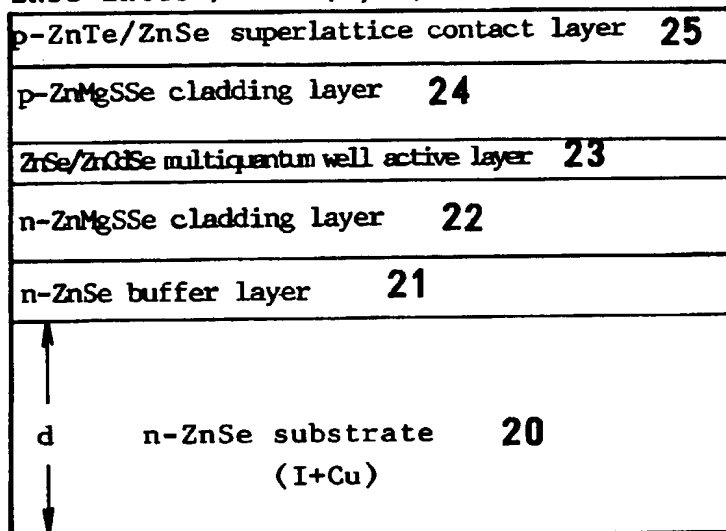 p-ZnTe/ZnSe superlattice contact layer 25
p-ZnMgSSe cladding layer 24
ZnSe/ZnCdSe multiquantum well active layer 23
n-ZnMgSSe cladding layer 22
n-ZnSe buffer layer 21
d n-ZnSe substrate 20
(I+Cu)